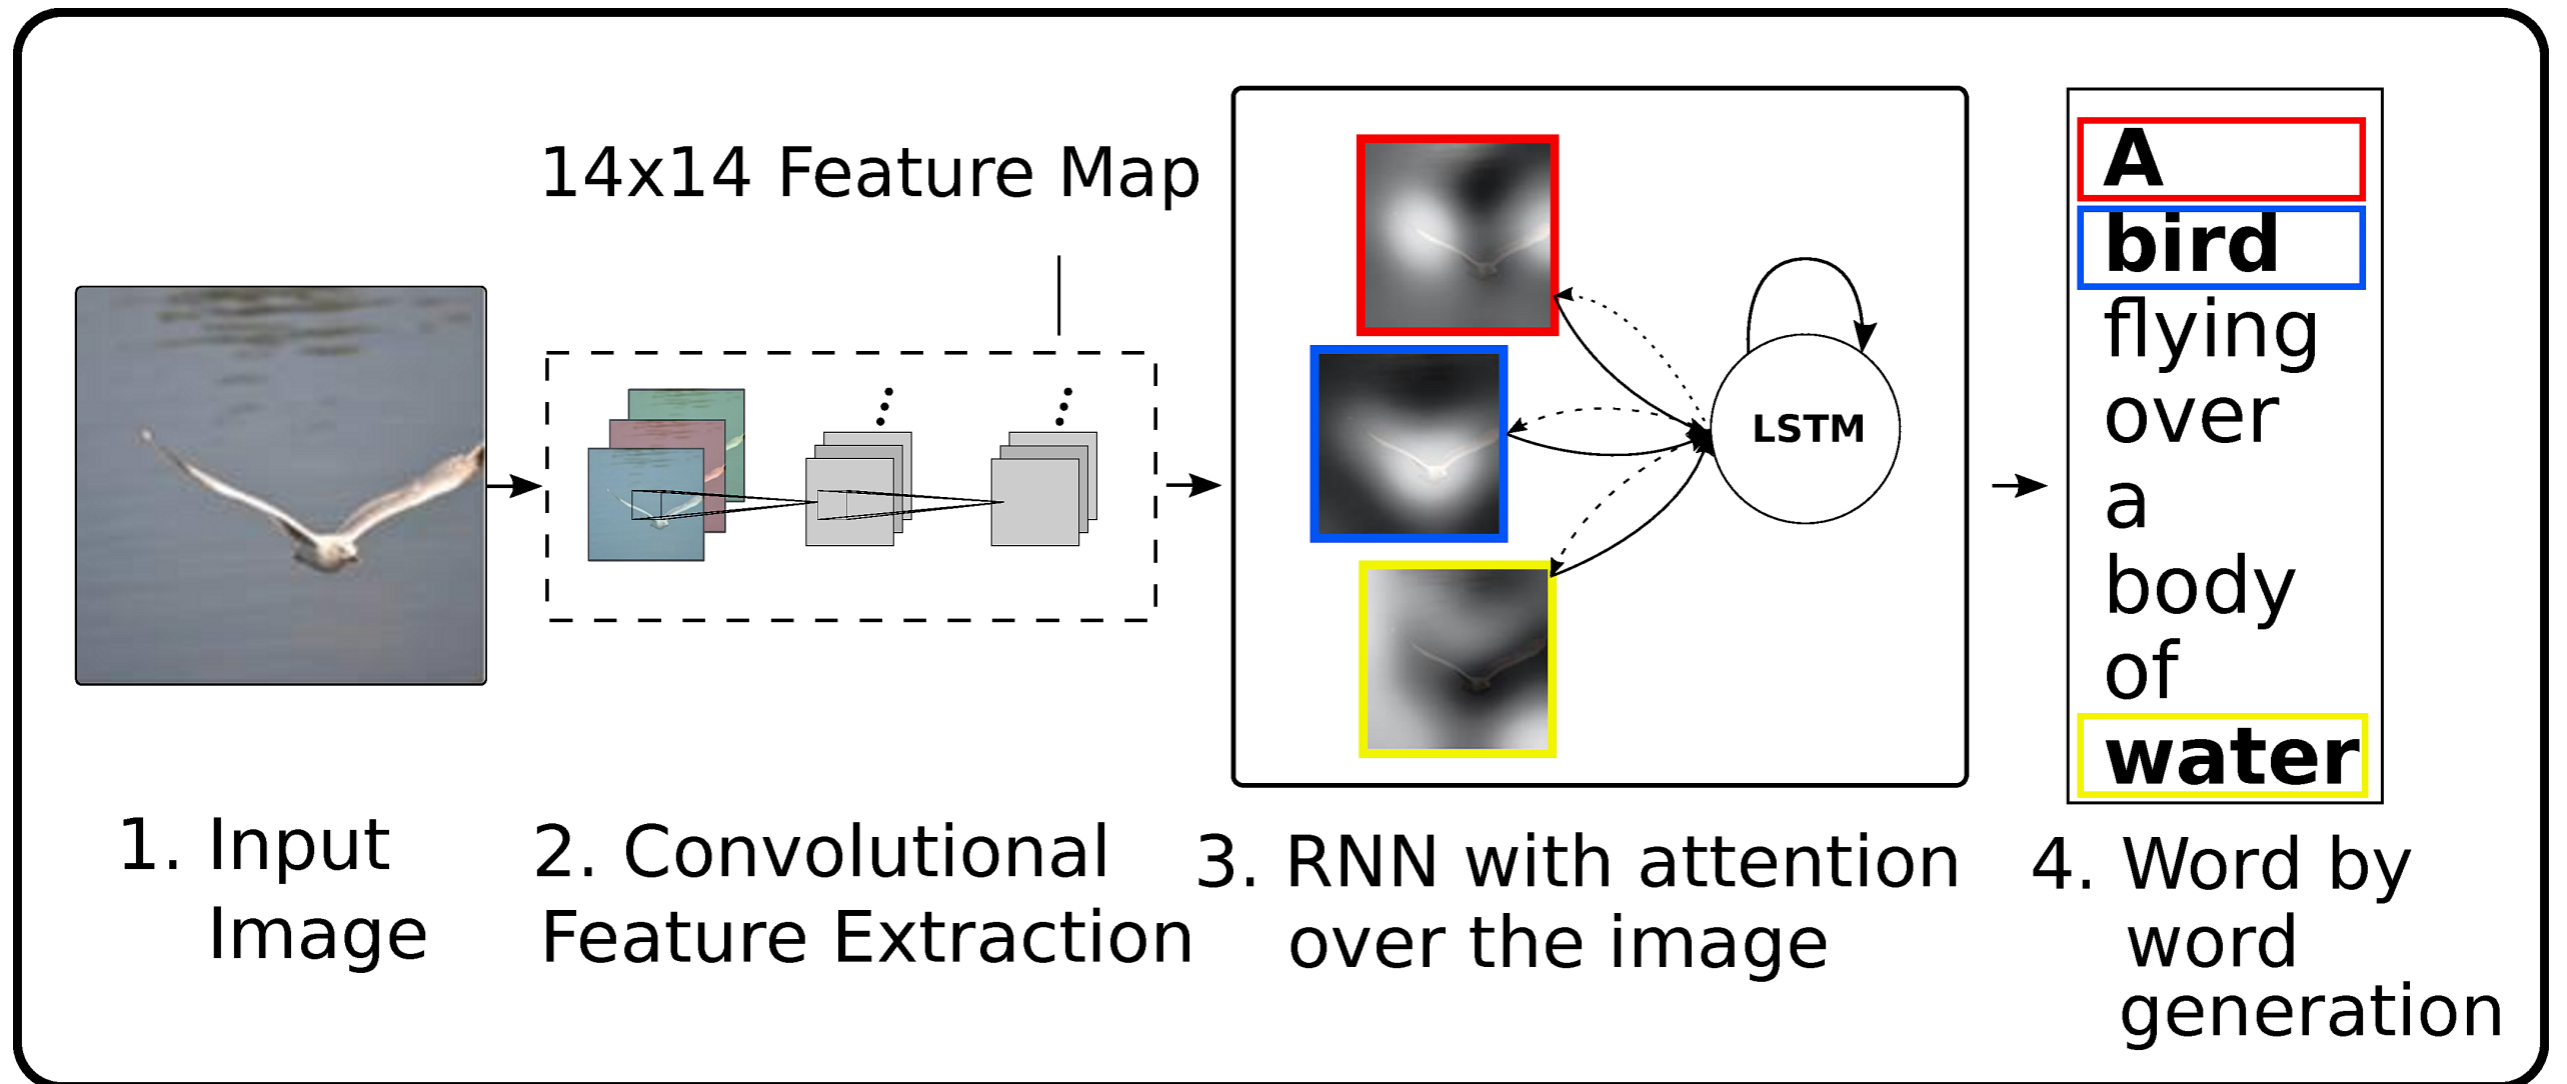 14x14 Feature Map
LSTM
A
bird
flying
over
a
body
of
water
1. Input
Image
2. Convolutional
Feature Extraction
3. RNN with attention
over the image
4. Word by
word
generation